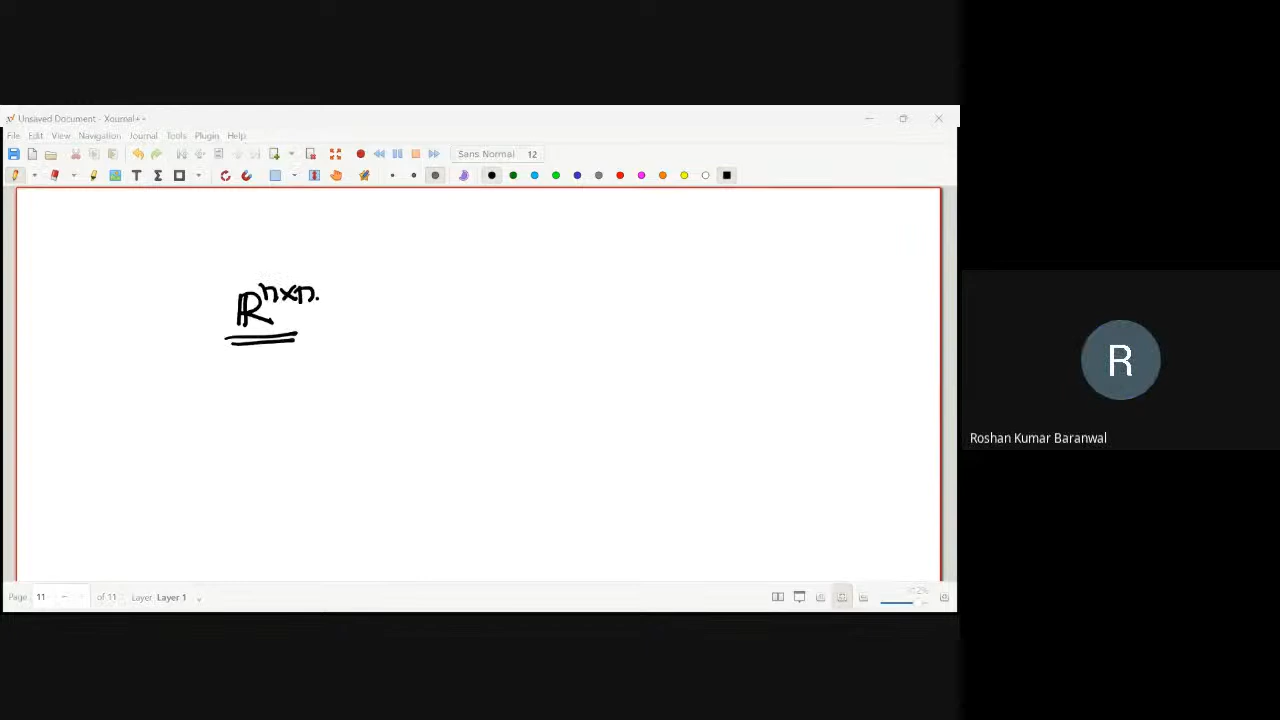 Unsaved Document - Xournal++
File Edit View Navigation Journal Tools Plugin Help
Sans Normal 12
T Σ
ℝⁿˣⁿ.
R
Roshan Kumar Baranwal
Page 11 of 11 Layer Layer 1